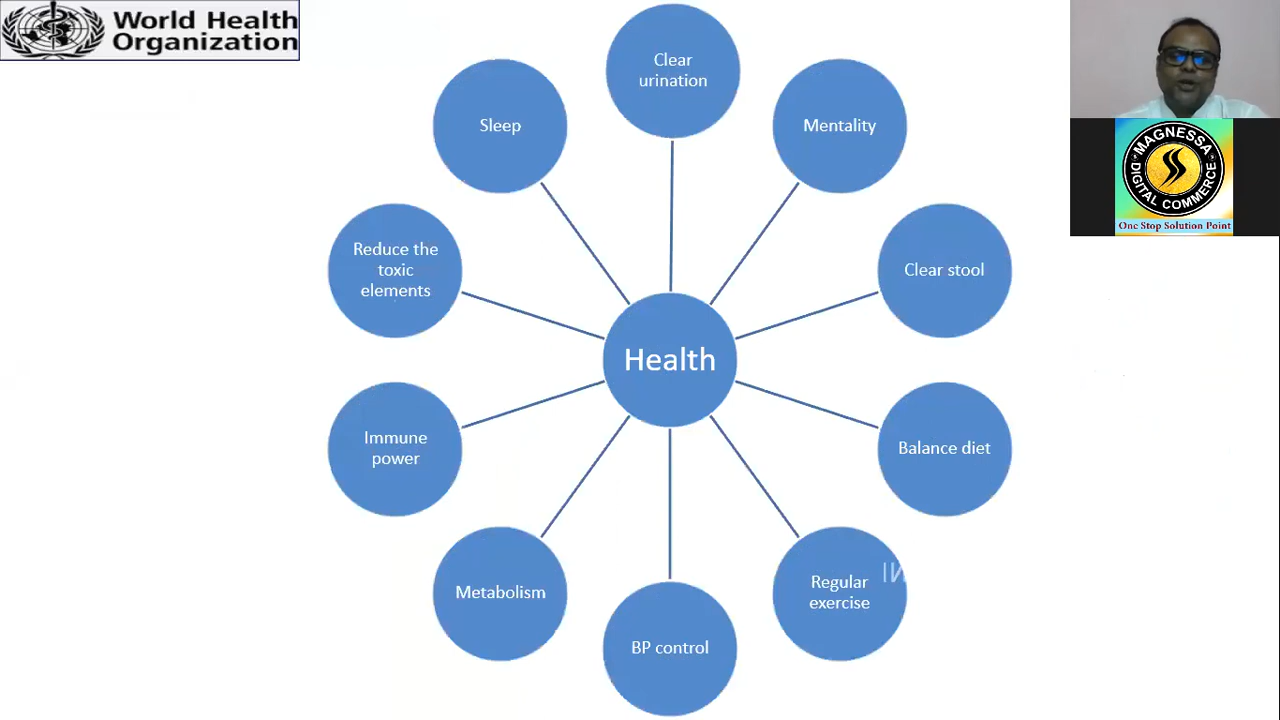 World Health
Organization
Clear
urination
Sleep
Mentality
MAGNESSA
DIGITAL COMMERCE
One Stop Solution Point
Reduce the
toxic
elements
Clear stool
Health
Immune
power
Balance diet
Metabolism
Regular
exercise
BP control